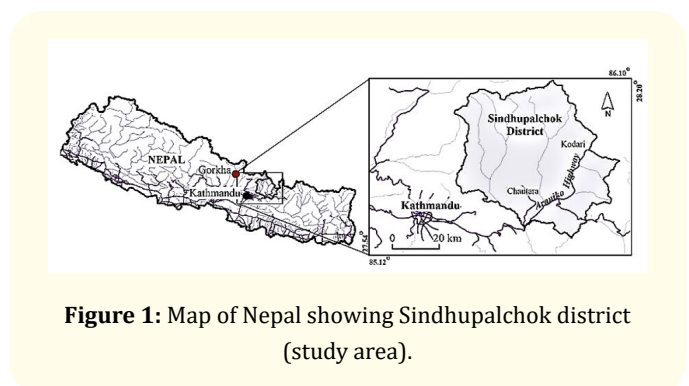 NEPAL
Gorkha
Kathmandu
86.10°
28.20°
N
Sindhupalchok
District
Kodari
Chautara
Araniko Highway
Kathmandu
0 20 km
27.54°
85.12°
Figure 1: Map of Nepal showing Sindhupalchok district
(study area).